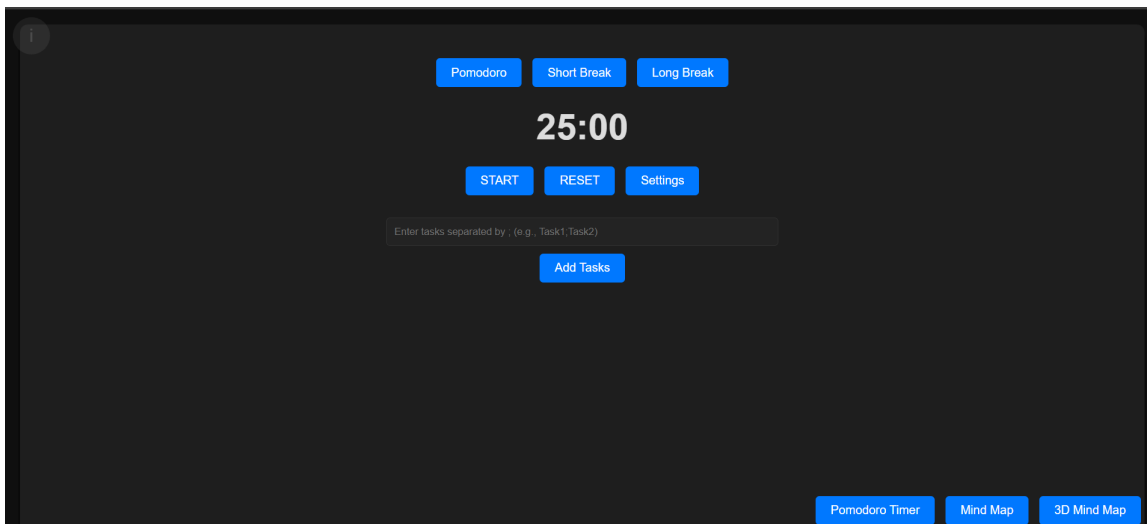 i
Pomodoro Short Break Long Break
25:00
START RESET Settings
Enter tasks separated by ; (e.g., Task1;Task2)
Add Tasks
Pomodoro Timer Mind Map 3D Mind Map